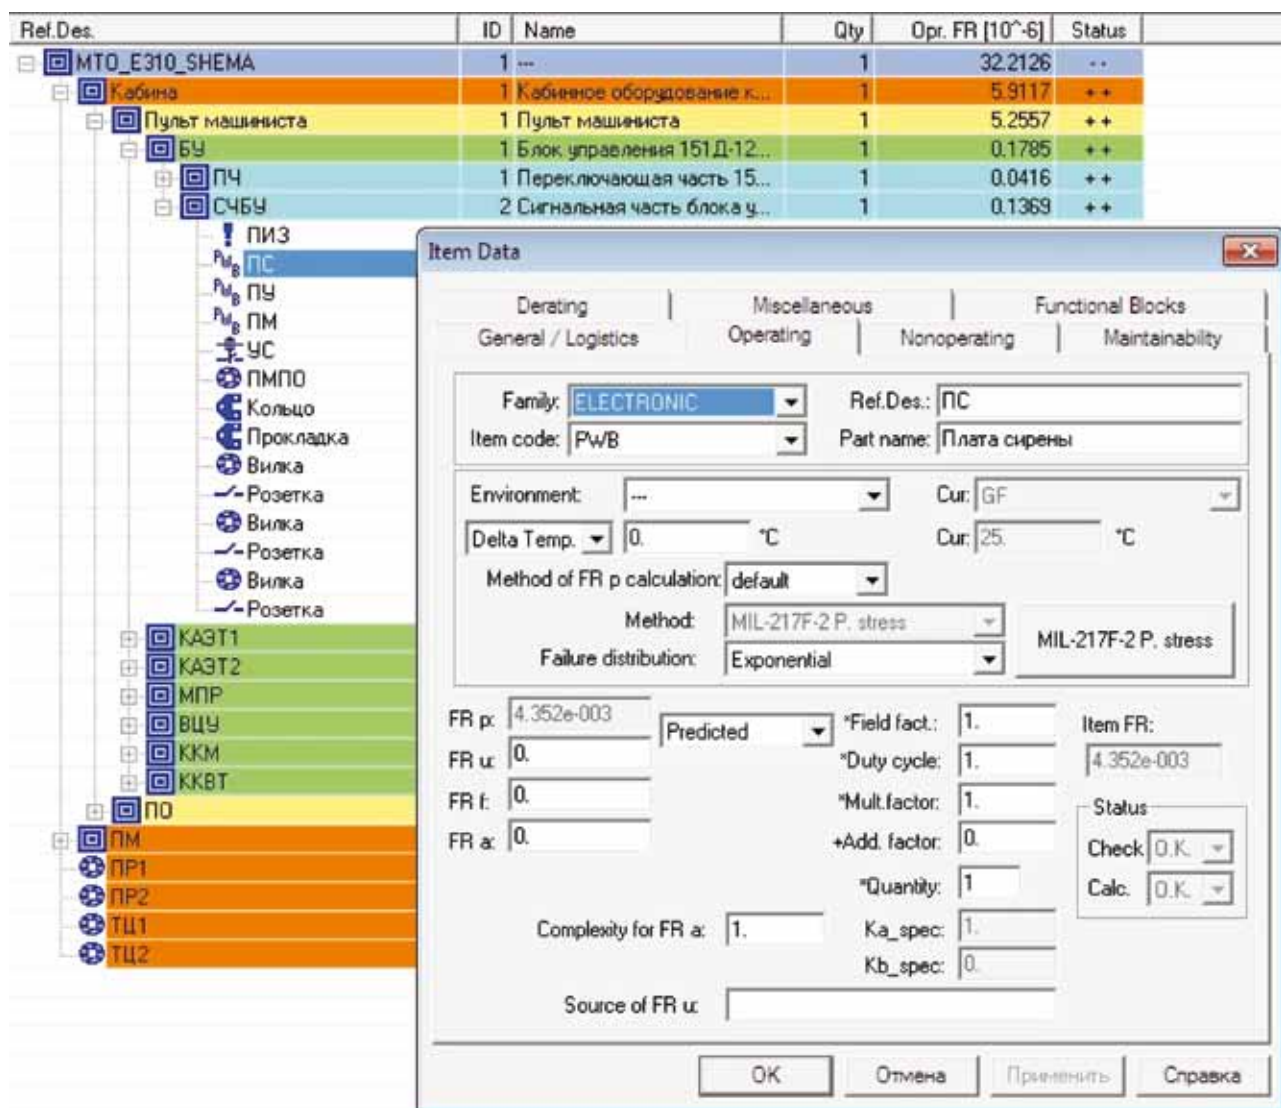 Ref.Des. ID Name Qty Opr. FR [10^-6] Status
МТО_Е310_SHEMA 1 --- 1 32.2126 - -
Кабина 1 Кабинное оборудование к... 1 5.9117 + +
Пульт машиниста 1 Пульт машиниста 1 5.2557 + +
БУ 1 Блок управления 151Д-12... 1 0.1785 + +
ПЧ 1 Переключающая часть 15... 1 0.0416 + +
СЧБУ 2 Сигнальная часть блока у... 1 0.1369 + +
ПИЗ
PWB ПС
PWB ПУ
PWB ПМ
УС
ПМПО
Кольцо
Прокладка
Вилка
Розетка
Вилка
Розетка
Вилка
Розетка
КАЭТ1
КАЭТ2
МПР
ВЦУ
ККМ
ККВТ
ПО
ПМ
ПР1
ПР2
ТЦ1
ТЦ2
Item Data
Derating Miscellaneous Functional Blocks
General / Logistics Operating Nonoperating Maintainability
Family: ELECTRONIC Ref.Des.: ПС
Item code: PWB Part name: Плата сирены
Environment: --- Cur: GF
Delta Temp. 0. °C Cur: 25. °C
Method of FR p calculation: default
Method: MIL-217F-2 P. stress MIL-217F-2 P. stress
Failure distribution: Exponential
FR p: 4.352e-003 Predicted *Field fact.: 1. Item FR:
FR u: 0. *Duty cycle: 1. 4.352e-003
FR f: 0. *Mult.factor: 1. Status
FR a: 0. +Add. factor: 0. Check O.K.
*Quantity: 1 Calc. O.K.
Complexity for FR a: 1. Ka_spec: 1.
Kb_spec: 0.
Source of FR u:
OK Отмена Применить Справка